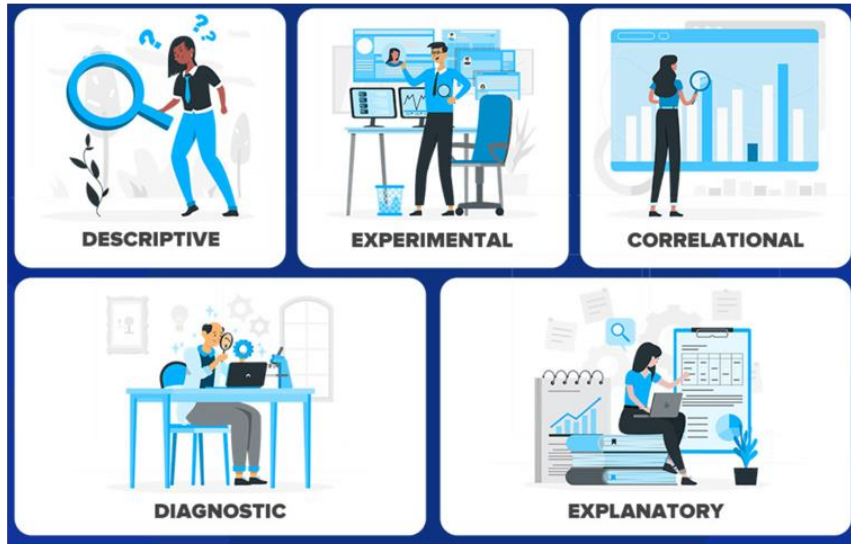 DESCRIPTIVE
EXPERIMENTAL
CORRELATIONAL
DIAGNOSTIC
EXPLANATORY